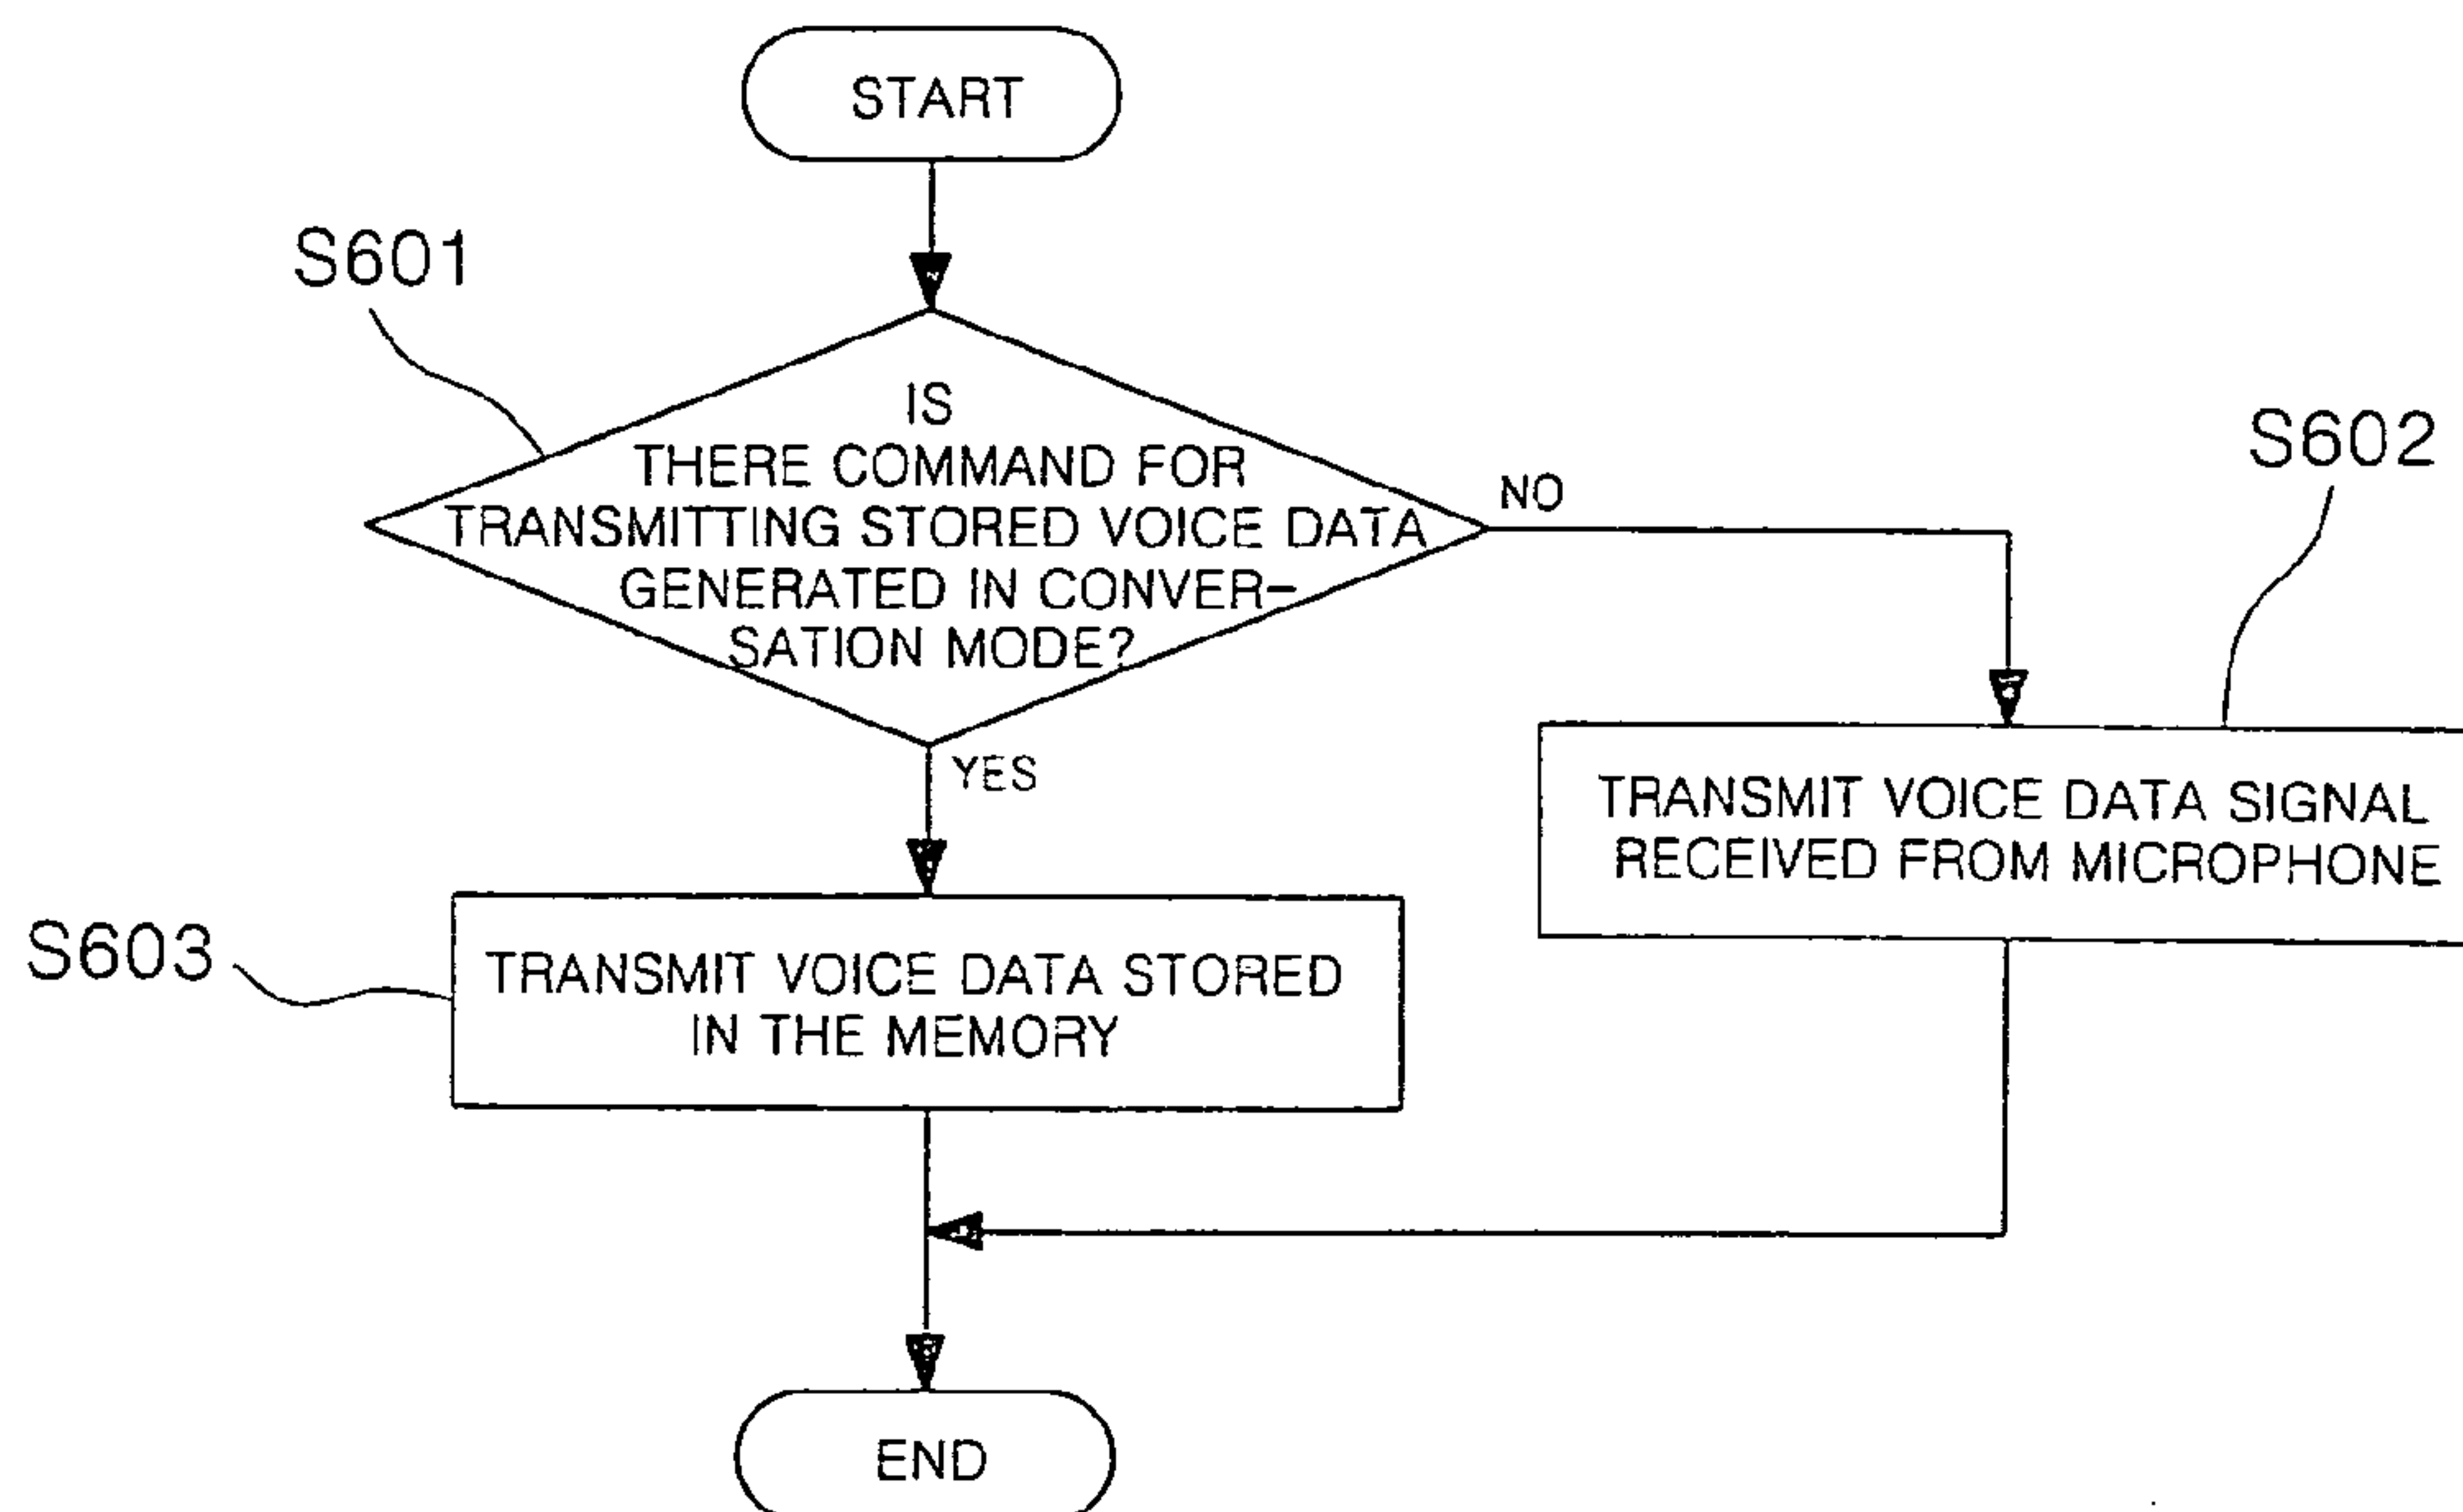 START
S601
IS
THERE COMMAND FOR
TRANSMITTING STORED VOICE DATA
GENERATED IN CONVER-
SATION MODE?
NO
S602
YES
TRANSMIT VOICE DATA SIGNAL
RECEIVED FROM MICROPHONE
S603
TRANSMIT VOICE DATA STORED
IN THE MEMORY
END